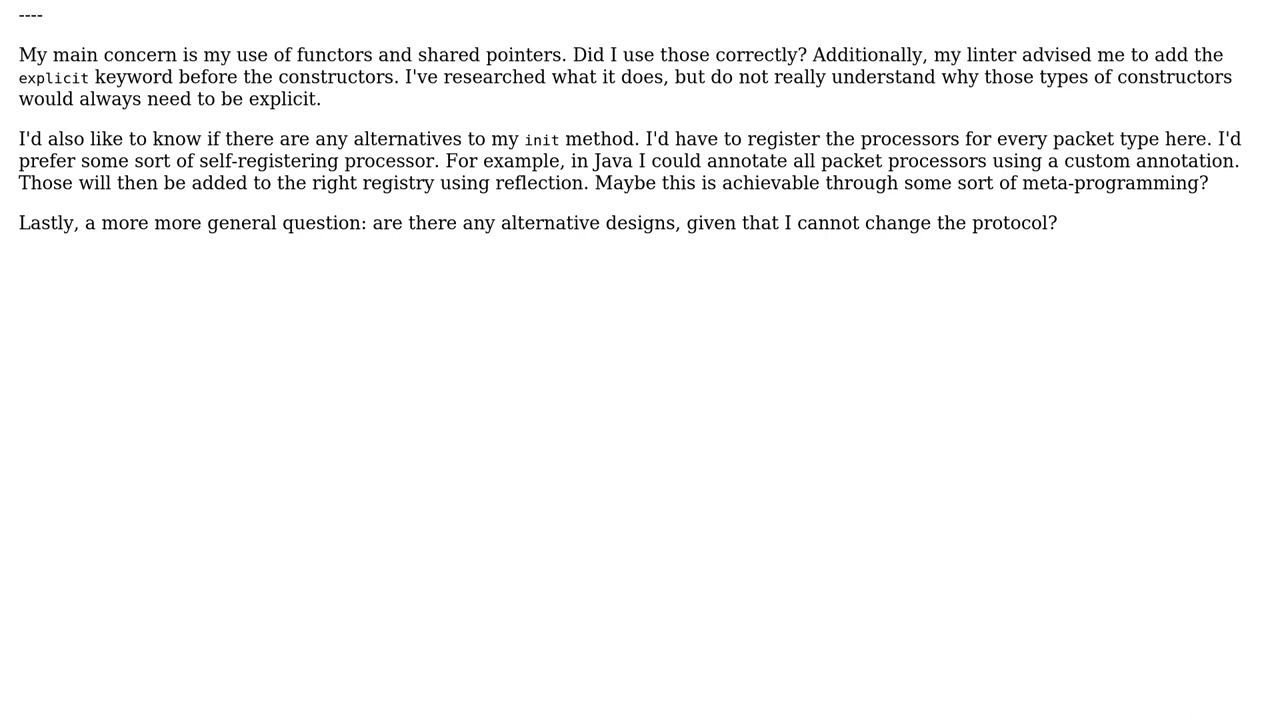 ----
My main concern is my use of functors and shared pointers. Did I use those correctly? Additionally, my linter advised me to add the
explicit keyword before the constructors. I've researched what it does, but do not really understand why those types of constructors
would always need to be explicit.
I'd also like to know if there are any alternatives to my init method. I'd have to register the processors for every packet type here. I'd
prefer some sort of self-registering processor. For example, in Java I could annotate all packet processors using a custom annotation.
Those will then be added to the right registry using reflection. Maybe this is achievable through some sort of meta-programming?
Lastly, a more more general question: are there any alternative designs, given that I cannot change the protocol?